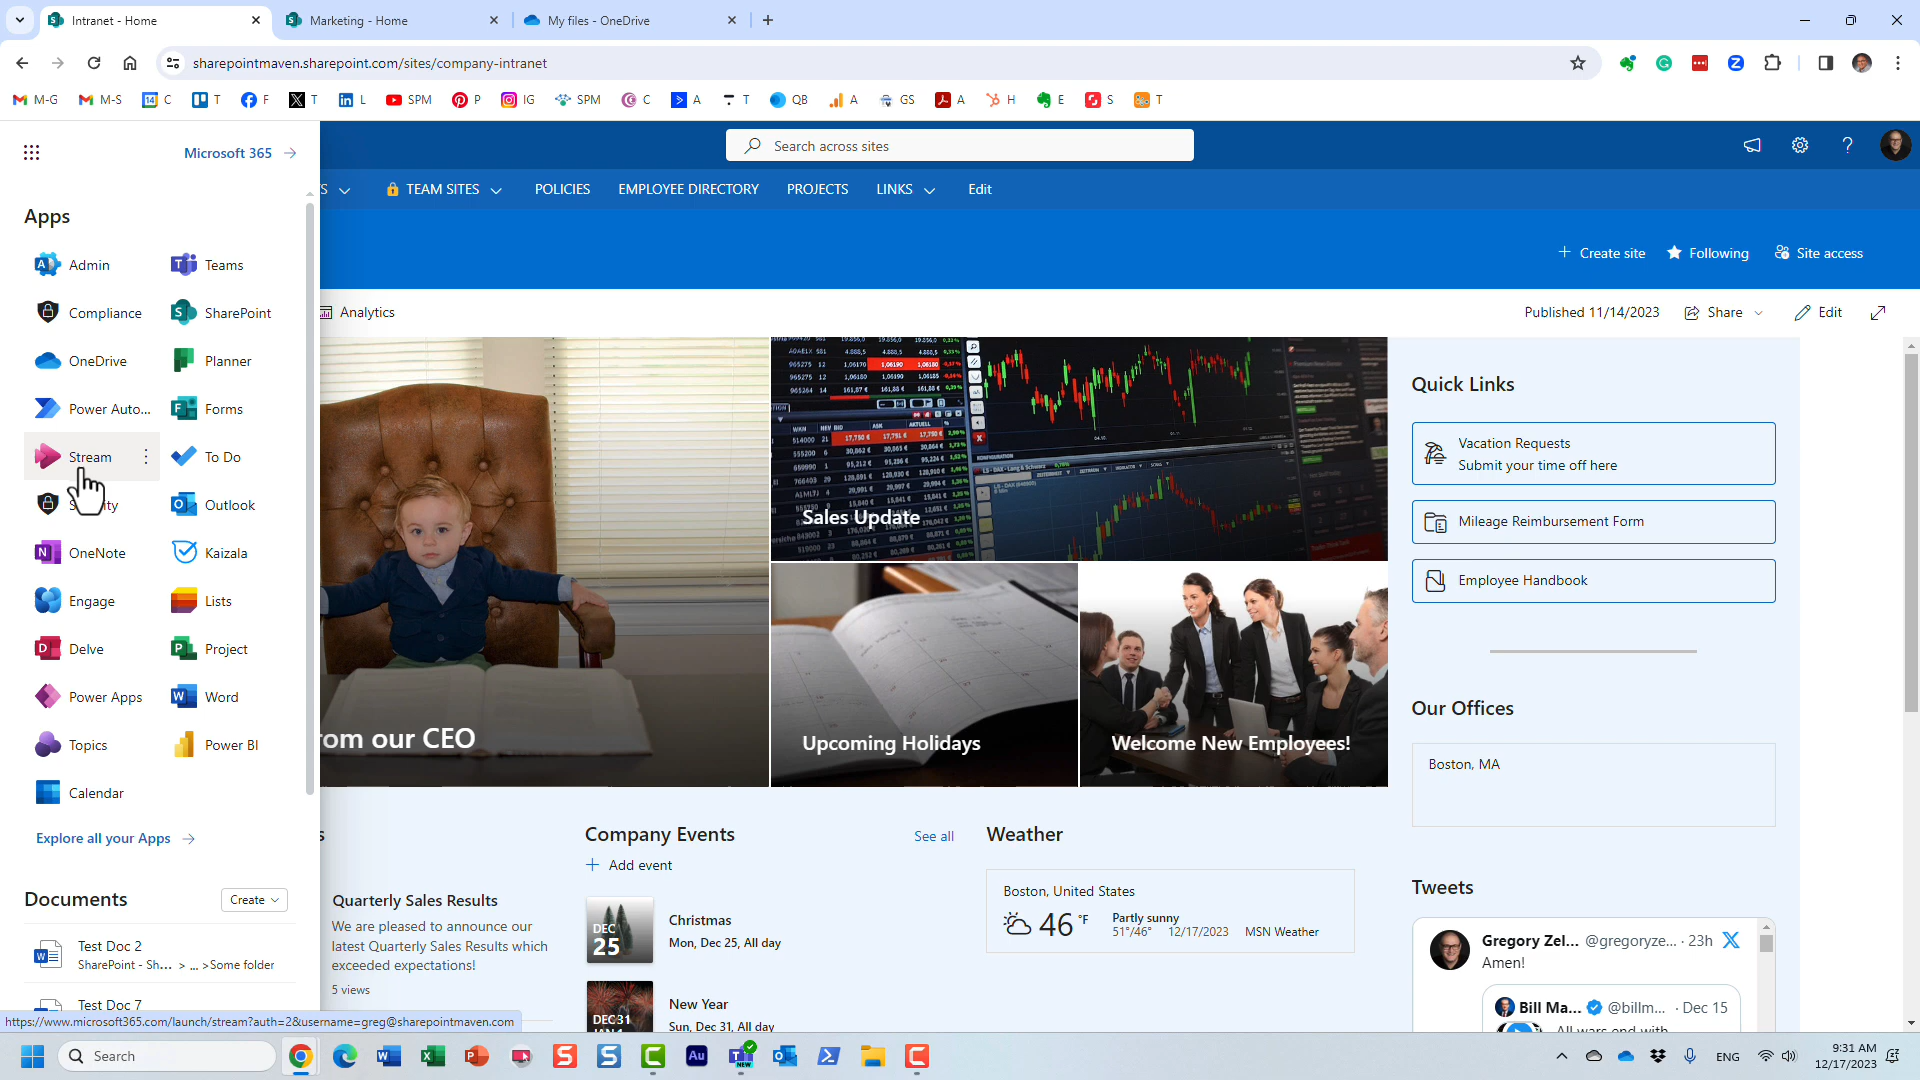 Intranet - Home
Marketing - Home
My files - OneDrive
sharepointmaven.sharepoint.com/sites/company-intranet
M-G
M-S
C
T
F
T
L
SPM
P
IG
SPM
C
A
T
QB
A
GS
A
H
E
S
T
Microsoft 365
Search across sites
TEAM SITES
POLICIES
EMPLOYEE DIRECTORY
PROJECTS
LINKS
Edit
Apps
Admin
Teams
Compliance
SharePoint
OneDrive
Planner
Power Auto...
Forms
Stream
To Do
Outlook
OneNote
Kaizala
Engage
Lists
Delve
Project
Power Apps
Word
Topics
Power BI
Calendar
Explore all your Apps
Documents
Create
Test Doc 2
SharePoint - Sh... > ... >Some folder
Test Doc 7
https://www.microsoft365.com/launch/stream?auth=2&username=greg@sharepointmaven.com
Create site
Following
Site access
Analytics
Published 11/14/2023
Share
Edit
rom our CEO
Sales Update
Upcoming Holidays
Welcome New Employees!
Quick Links
Vacation Requests
Submit your time off here
Mileage Reimbursement Form
Employee Handbook
Our Offices
Boston, MA
Quarterly Sales Results
We are pleased to announce our
latest Quarterly Sales Results which
exceeded expectations!
5 views
Company Events
See all
Add event
DEC
25
Christmas
Mon, Dec 25, All day
DEC 31
New Year
Sun, Dec 31, All day
Weather
Boston, United States
46 °F
Partly sunny
51°/46°
12/17/2023
MSN Weather
Tweets
Gregory Zel... @gregoryze... · 23h
Amen!
Bill Ma... @billm... · Dec 15
All wars end with
Search
ENG
9:31 AM
12/17/2023